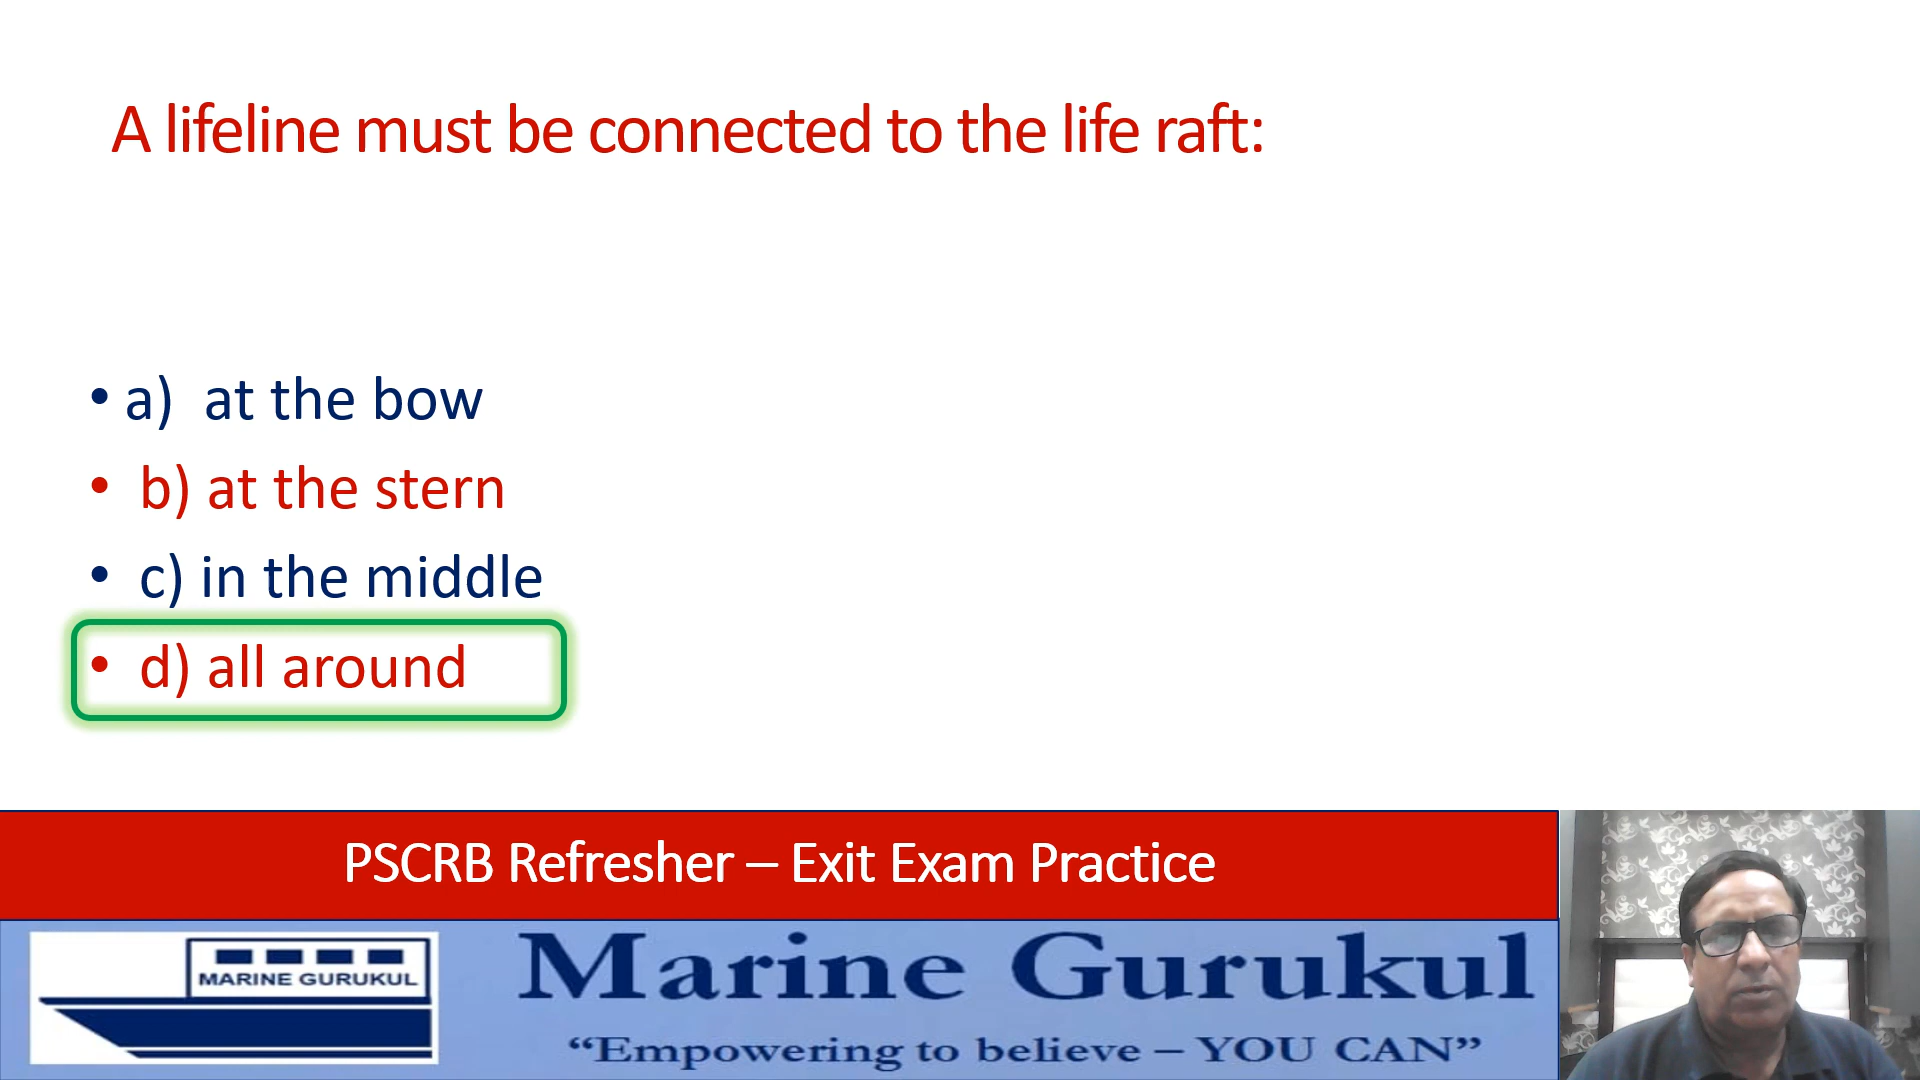 A lifeline must be connected to the life raft:
• a) at the bow
• b) at the stern
• c) in the middle
• d) all around
PSCRB Refresher – Exit Exam Practice
MARINE GURUKUL
Marine Gurukul
“Empowering to believe – YOU CAN”